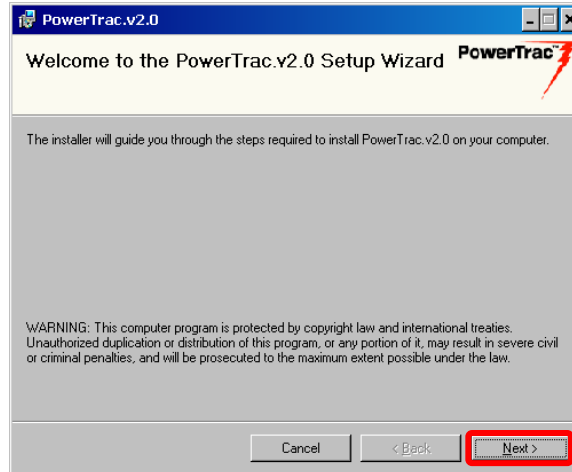 PowerTrac.v2.0
Welcome to the PowerTrac.v2.0 Setup Wizard
PowerTrac™
The installer will guide you through the steps required to install PowerTrac.v2.0 on your computer.
WARNING: This computer program is protected by copyright law and international treaties.
Unauthorized duplication or distribution of this program, or any portion of it, may result in severe civil
or criminal penalties, and will be prosecuted to the maximum extent possible under the law.
Cancel
< Back
Next >